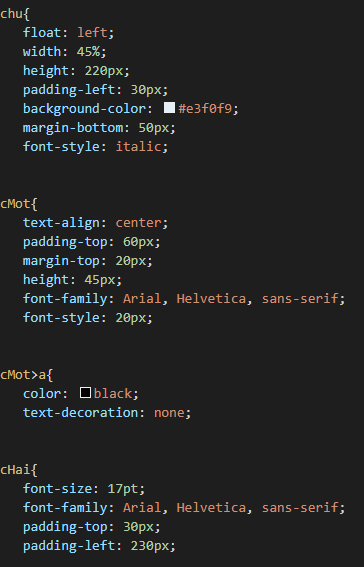 chu{
float: left;
width: 45%;
height: 220px;
padding-left: 30px;
background-color: #e3f0f9;
margin-bottom: 50px;
font-style: italic;
cMot{
text-align: center;
padding-top: 60px;
margin-top: 20px;
height: 45px;
font-family: Arial, Helvetica, sans-serif;
font-style: 20px;
cMot>a{
color: black;
text-decoration: none;
cHai{
font-size: 17pt;
font-family: Arial, Helvetica, sans-serif;
padding-top: 30px;
padding-left: 230px;